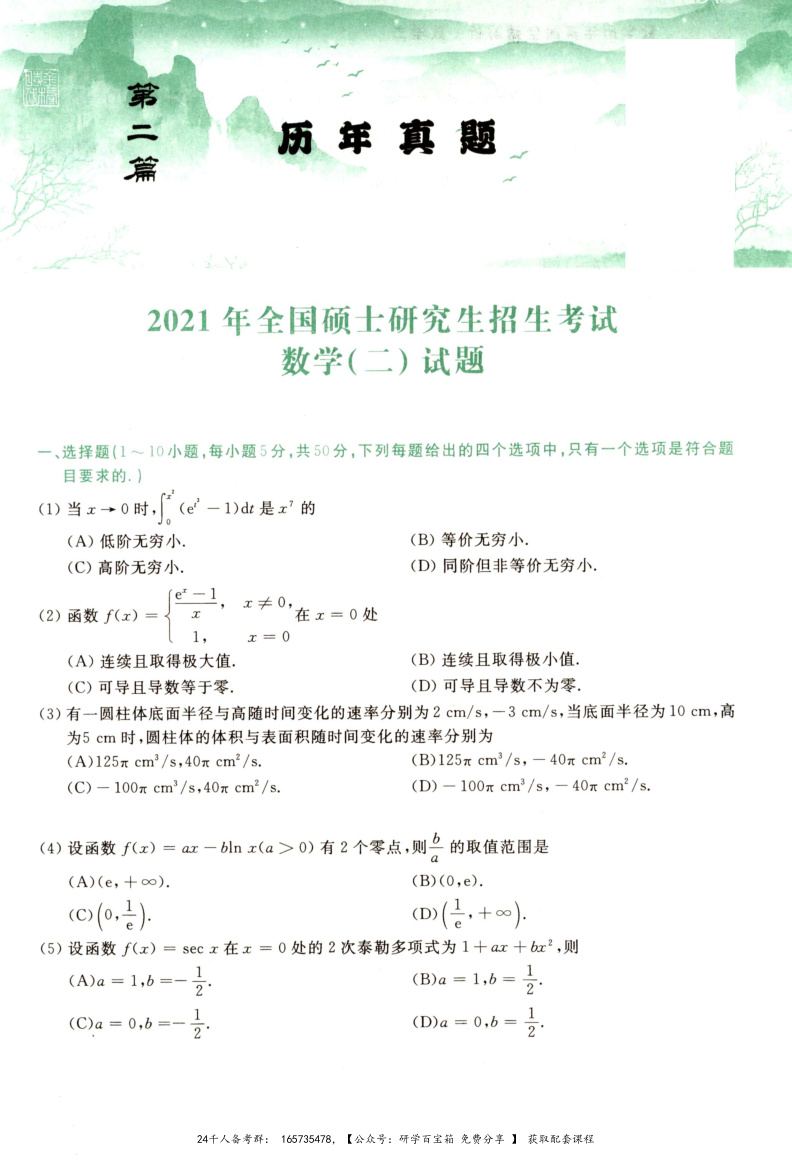 第二篇
历年真题
2021 年全国硕士研究生招生考试
数学(二)试题
一、选择题(1～10小题,每小题5分,共50分,下列每题给出的四个选项中,只有一个选项是符合题
目要求的.)
(1) 当 x → 0 时,∫₀^{x²} (e^{t³} − 1)dt 是 x⁷ 的
(A) 低阶无穷小. (B) 等价无穷小.
(C) 高阶无穷小. (D) 同阶但非等价无穷小.
(2) 函数 f(x) = { (eˣ − 1)/x, x ≠ 0, 1, x = 0 在 x = 0 处
(A) 连续且取得极大值. (B) 连续且取得极小值.
(C) 可导且导数等于零. (D) 可导且导数不为零.
(3) 有一圆柱体底面半径与高随时间变化的速率分别为 2 cm/s,−3 cm/s,当底面半径为 10 cm,高
为5 cm 时,圆柱体的体积与表面积随时间变化的速率分别为
(A)125π cm³/s,40π cm²/s. (B)125π cm³/s,− 40π cm²/s.
(C)− 100π cm³/s,40π cm²/s. (D)− 100π cm³/s,− 40π cm²/s.
(4) 设函数 f(x) = ax − bln x(a > 0) 有 2 个零点,则 b/a 的取值范围是
(A)(e,+∞). (B)(0,e).
(C)(0,1/e). (D)(1/e,+∞).
(5) 设函数 f(x) = sec x 在 x = 0 处的 2 次泰勒多项式为 1 + ax + bx²,则
(A)a = 1,b =− 1/2. (B)a = 1,b = 1/2.
(C)a = 0,b =− 1/2. (D)a = 0,b = 1/2.
24千人备考群: 165735478,【公众号: 研学百宝箱 免费分享 】 获取配套课程